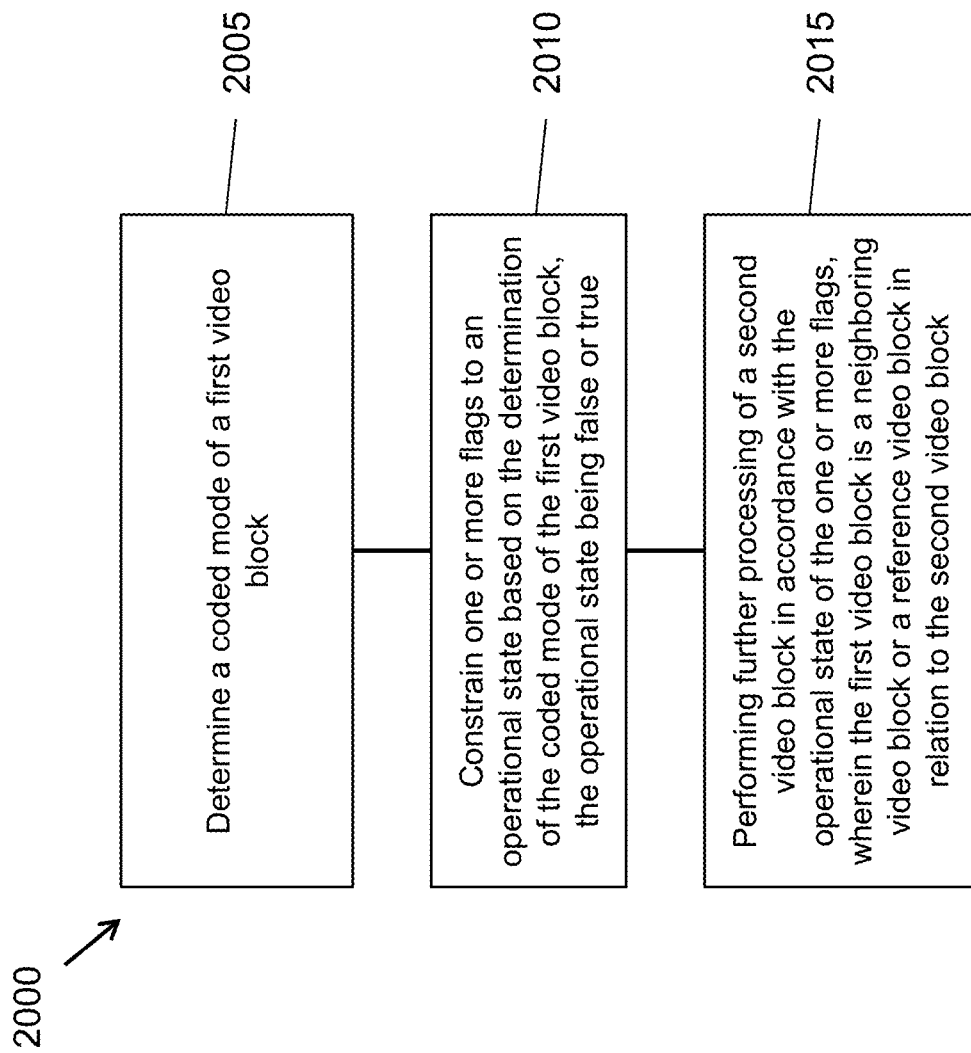 2000
Determine a coded mode of a first video
block
2005
Constrain one or more flags to an
operational state based on the determination
of the coded mode of the first video block,
the operational state being false or true
2010
Performing further processing of a second
video block in accordance with the
operational state of the one or more flags,
wherein the first video block is a neighboring
video block or a reference video block in
relation to the second video block
2015